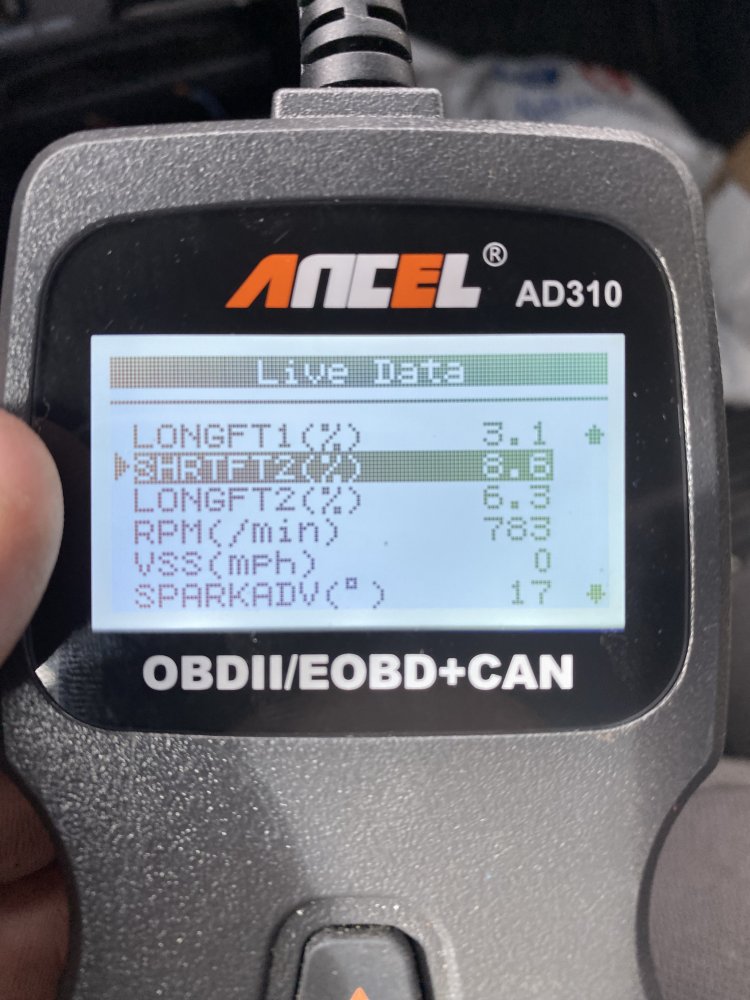 ANCEL® AD310
Live Data
LONGFT1(%) 3.1
SHRTFT2(%) 8.6
LONGFT2(%) 6.3
RPM(/min) 783
VSS(mph) 0
SPARKADV(°) 17
OBDII/EOBD+CAN